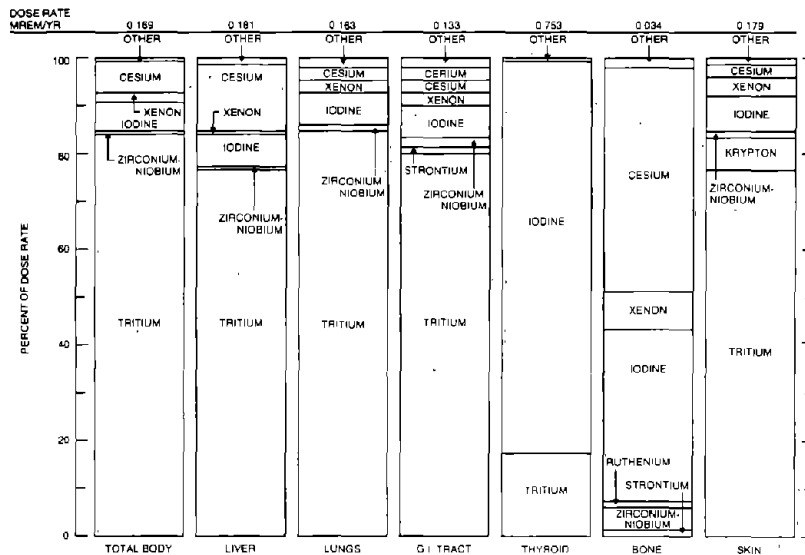 DOSE RATE
MREM/YR
0.169 0.181 0.163 0.133 0.753 0.034 0.179
OTHER OTHER OTHER OTHER OTHER OTHER OTHER
PERCENT OF DOSE RATE
100
80
60
40
20
0
CESIUM
XENON
IODINE
ZIRCONIUM-
NIOBIUM
TRITIUM
TOTAL BODY
CESIUM
XENON
IODINE
ZIRCONIUM-
NIOBIUM
TRITIUM
LIVER
CESIUM
XENON
IODINE
ZIRCONIUM
NIOBIUM
TRITIUM
LUNGS
CERIUM
CESIUM
XENON
IODINE
STRONTIUM
ZIRCONIUM
NIOBIUM
TRITIUM
G.I. TRACT
IODINE
TRITIUM
THYROID
CESIUM
XENON
IODINE
RUTHENIUM
STRONTIUM
ZIRCONIUM-
NIOBIUM
BONE
CESIUM
XENON
IODINE
KRYPTON
ZIRCONIUM-
NIOBIUM
TRITIUM
SKIN